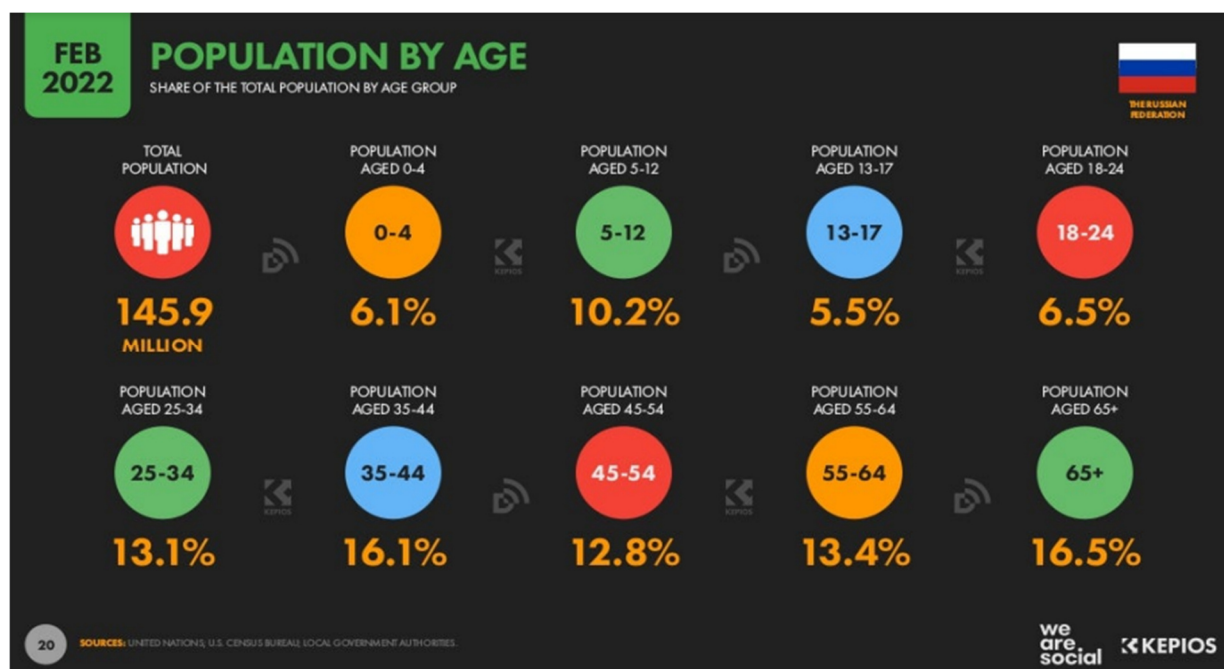 FEB
2022
POPULATION BY AGE
SHARE OF THE TOTAL POPULATION BY AGE GROUP
THE RUSSIAN
FEDERATION
TOTAL
POPULATION
145.9
MILLION
POPULATION
AGED 0-4
0-4
6.1%
POPULATION
AGED 5-12
5-12
10.2%
POPULATION
AGED 13-17
13-17
5.5%
POPULATION
AGED 18-24
18-24
6.5%
KEPIOS
KEPIOS
POPULATION
AGED 25-34
25-34
13.1%
POPULATION
AGED 35-44
35-44
16.1%
POPULATION
AGED 45-54
45-54
12.8%
POPULATION
AGED 55-64
55-64
13.4%
POPULATION
AGED 65+
65+
16.5%
KEPIOS
KEPIOS
20
SOURCES: UNITED NATIONS; U.S. CENSUS BUREAU; LOCAL GOVERNMENT AUTHORITIES.
we
are.
social
KEPIOS